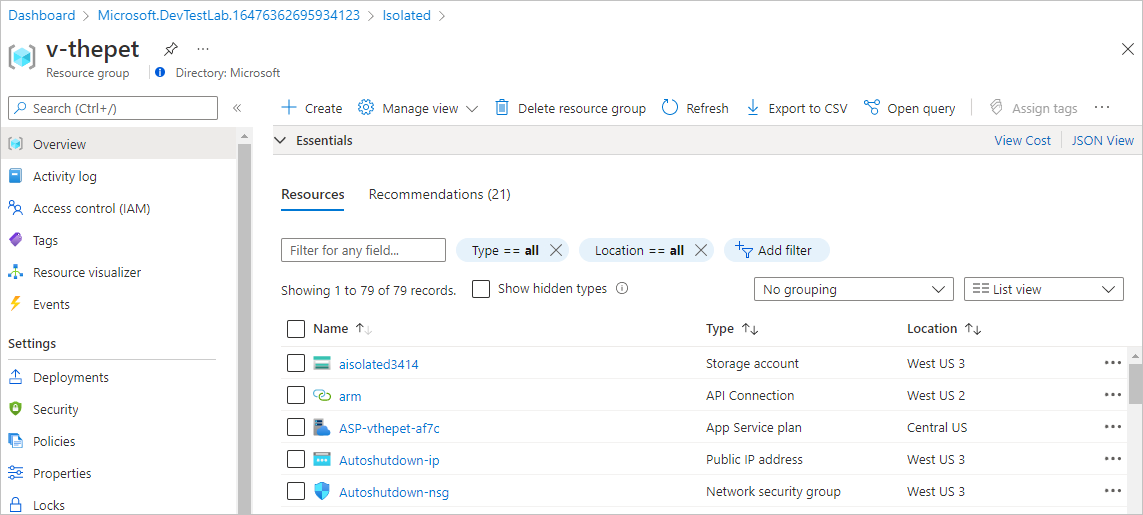 Dashboard > Microsoft.DevTestLab.16476362695934123 > Isolated >
v-thepet ...
Resource group Directory: Microsoft
Search (Ctrl+/) «
Create Manage view Delete resource group Refresh Export to CSV Open query Assign tags ...
Overview
Activity log
Access control (IAM)
Tags
Resource visualizer
Events
Settings
Deployments
Security
Policies
Properties
Locks
Essentials View Cost JSON View
Resources Recommendations (21)
Filter for any field... Type == all Location == all Add filter
Showing 1 to 79 of 79 records. Show hidden types
No grouping List view
Name ↑↓ Type ↑↓ Location ↑↓
aisolated3414 Storage account West US 3 ...
arm API Connection West US 2 ...
ASP-vthepet-af7c App Service plan Central US ...
Autoshutdown-ip Public IP address West US 3 ...
Autoshutdown-nsg Network security group West US 3 ...